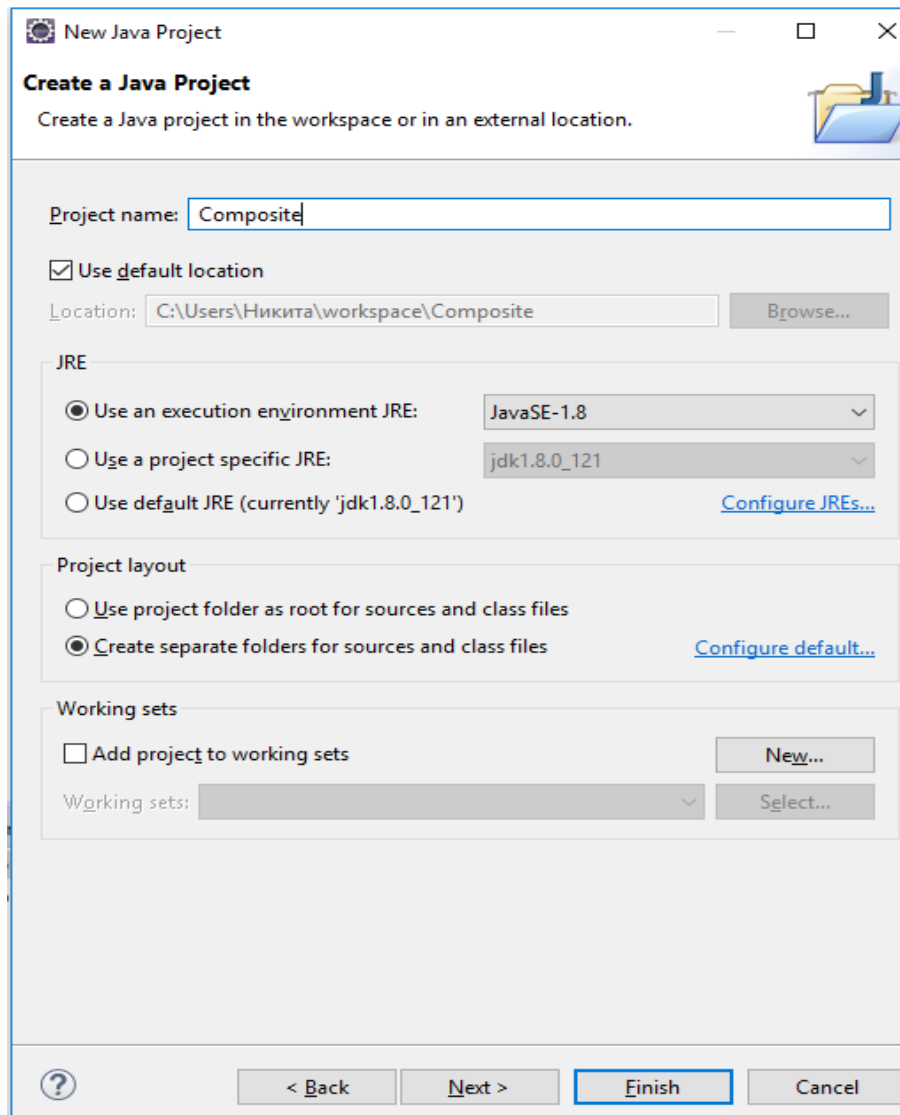 New Java Project
Create a Java Project
Create a Java project in the workspace or in an external location.
Project name: Composite
Use default location
Location: C:\Users\Никита\workspace\Composite Browse...
JRE
Use an execution environment JRE: JavaSE-1.8
Use a project specific JRE: jdk1.8.0_121
Use default JRE (currently 'jdk1.8.0_121') Configure JREs...
Project layout
Use project folder as root for sources and class files
Create separate folders for sources and class files Configure default...
Working sets
Add project to working sets New...
Working sets: Select...
? < Back Next > Finish Cancel